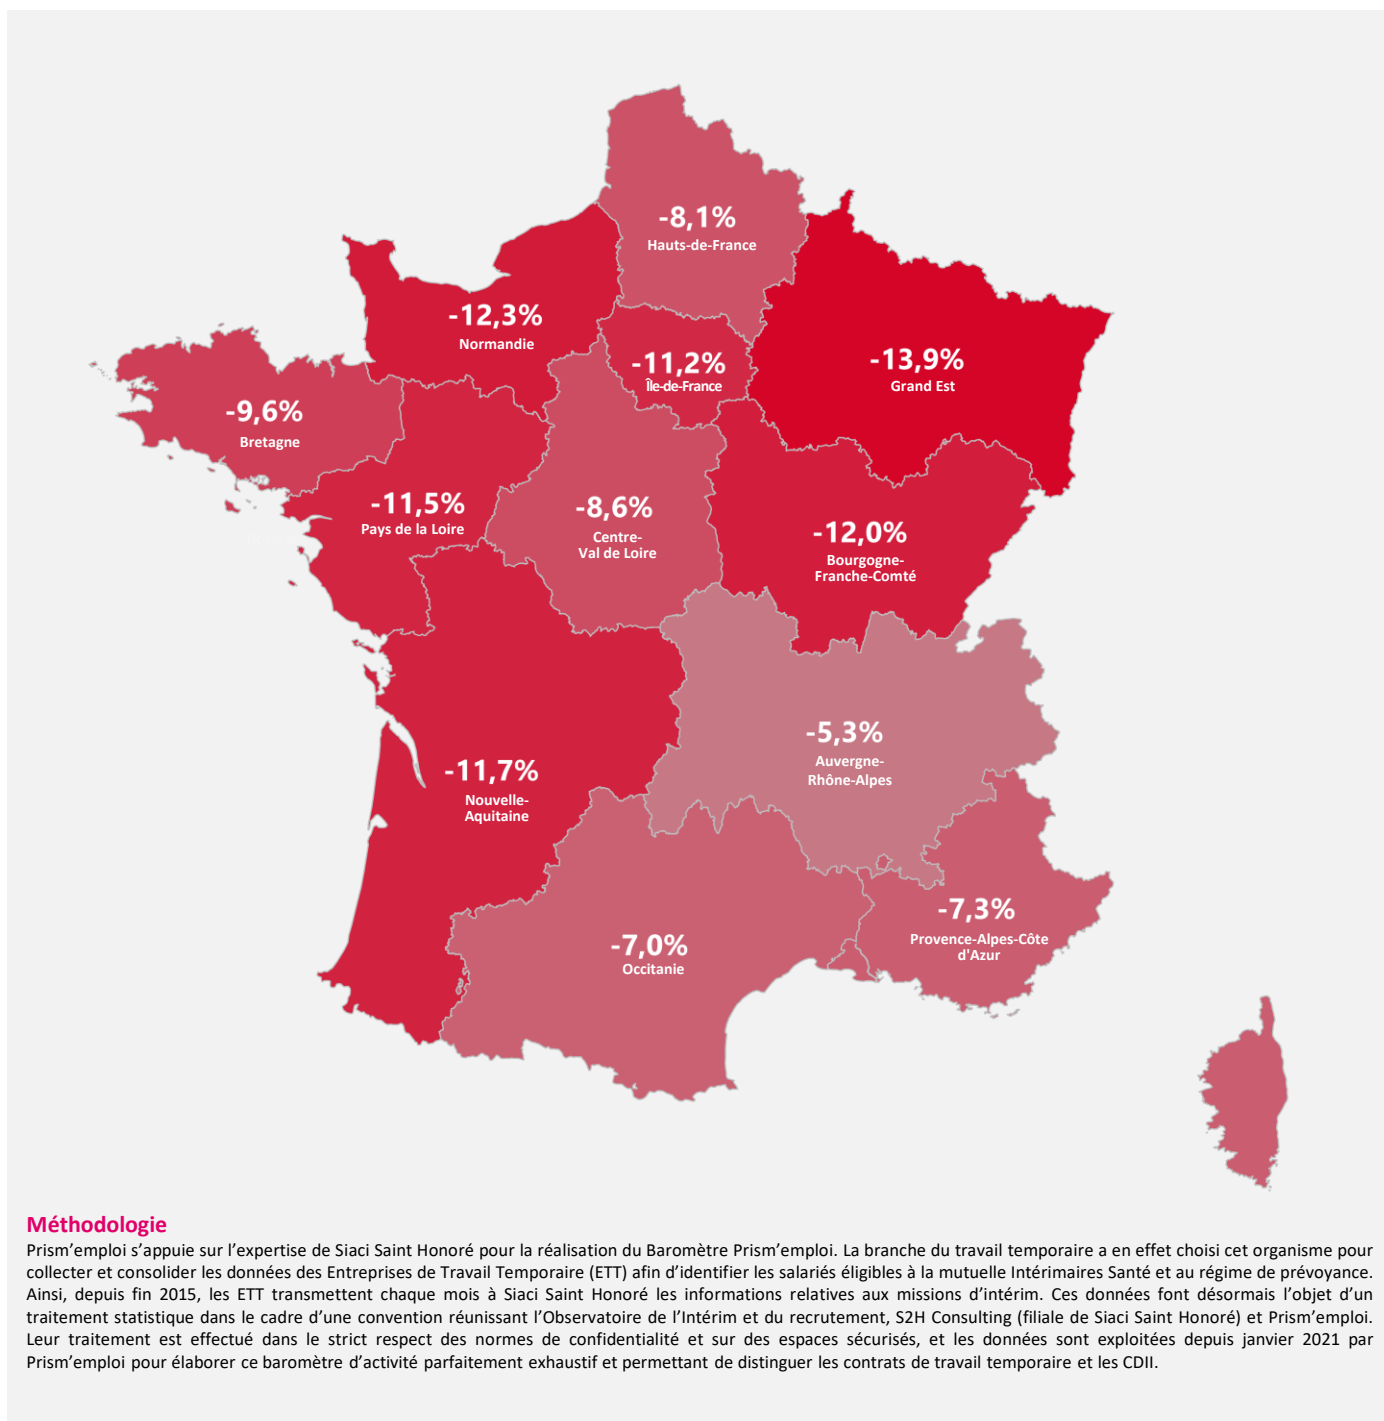 -8,1%
Hauts-de-France
-12,3%
Normandie
-11,2%
Île-de-France
-13,9%
Grand Est
-9,6%
Bretagne
-11,5%
Pays de la Loire
-8,6%
Centre-
Val de Loire
-12,0%
Bourgogne-
Franche-Comté
-5,3%
Auvergne-
Rhône-Alpes
-11,7%
Nouvelle-
Aquitaine
-7,3%
Provence-Alpes-Côte
d'Azur
-7,0%
Occitanie
Méthodologie
Prism’emploi s’appuie sur l’expertise de Siaci Saint Honoré pour la réalisation du Baromètre Prism’emploi. La branche du travail temporaire a en effet choisi cet organisme pour
collecter et consolider les données des Entreprises de Travail Temporaire (ETT) afin d’identifier les salariés éligibles à la mutuelle Intérimaires Santé et au régime de prévoyance.
Ainsi, depuis fin 2015, les ETT transmettent chaque mois à Siaci Saint Honoré les informations relatives aux missions d’intérim. Ces données font désormais l’objet d’un
traitement statistique dans le cadre d’une convention réunissant l’Observatoire de l’Intérim et du recrutement, S2H Consulting (filiale de Siaci Saint Honoré) et Prism’emploi.
Leur traitement est effectué dans le strict respect des normes de confidentialité et sur des espaces sécurisés, et les données sont exploitées depuis janvier 2021 par
Prism’emploi pour élaborer ce baromètre d’activité parfaitement exhaustif et permettant de distinguer les contrats de travail temporaire et les CDII.